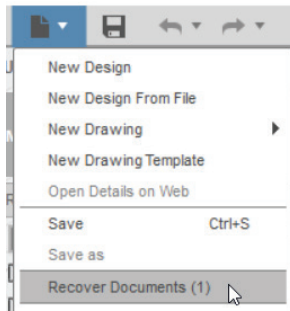 New Design
New Design From File
New Drawing
New Drawing Template
Open Details on Web
Save Ctrl+S
Save as
Recover Documents (1)